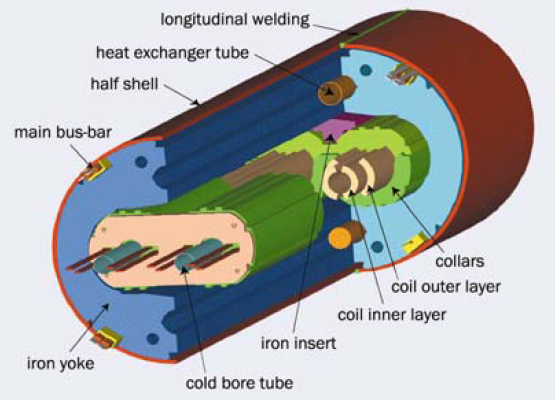 longitudinal welding
heat exchanger tube
half shell
main bus-bar
collars
coil outer layer
coil inner layer
iron insert
iron yoke
cold bore tube